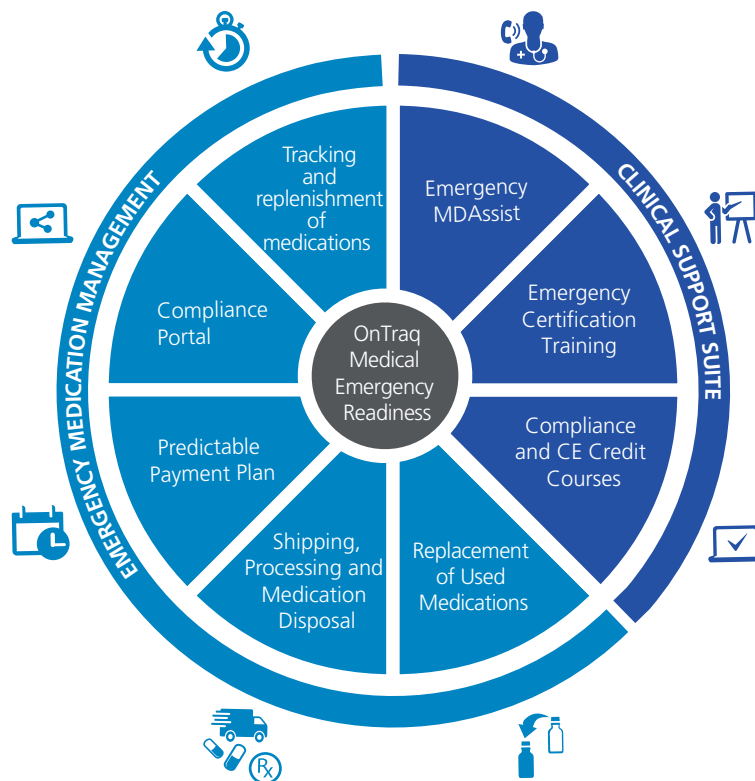 EMERGENCY MEDICATION MANAGEMENT
CLINICAL SUPPORT SUITE
Tracking
and
replenishment
of
medications
Emergency
MDAssist
Emergency
Certification
Training
Compliance
and CE Credit
Courses
Replacement
of Used
Medications
Shipping,
Processing and
Medication
Disposal
Predictable
Payment Plan
Compliance
Portal
OnTraq
Medical
Emergency
Readiness
Rx